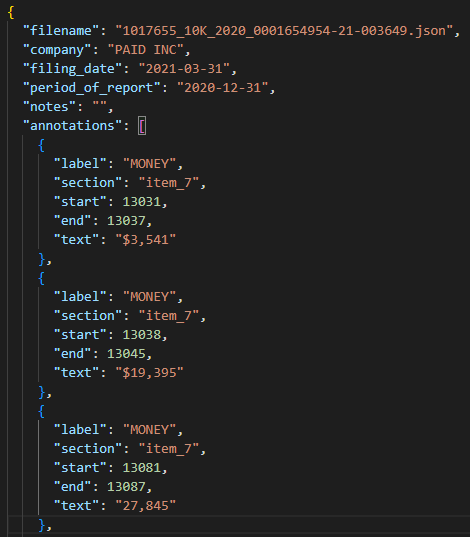 {
"filename": "1017655_10K_2020_0001654954-21-003649.json",
"company": "PAID INC",
"filing_date": "2021-03-31",
"period_of_report": "2020-12-31",
"notes": "",
"annotations": [
{
"label": "MONEY",
"section": "item_7",
"start": 13031,
"end": 13037,
"text": "$3,541"
},
{
"label": "MONEY",
"section": "item_7",
"start": 13038,
"end": 13045,
"text": "$19,395"
},
{
"label": "MONEY",
"section": "item_7",
"start": 13081,
"end": 13087,
"text": "27,845"
},